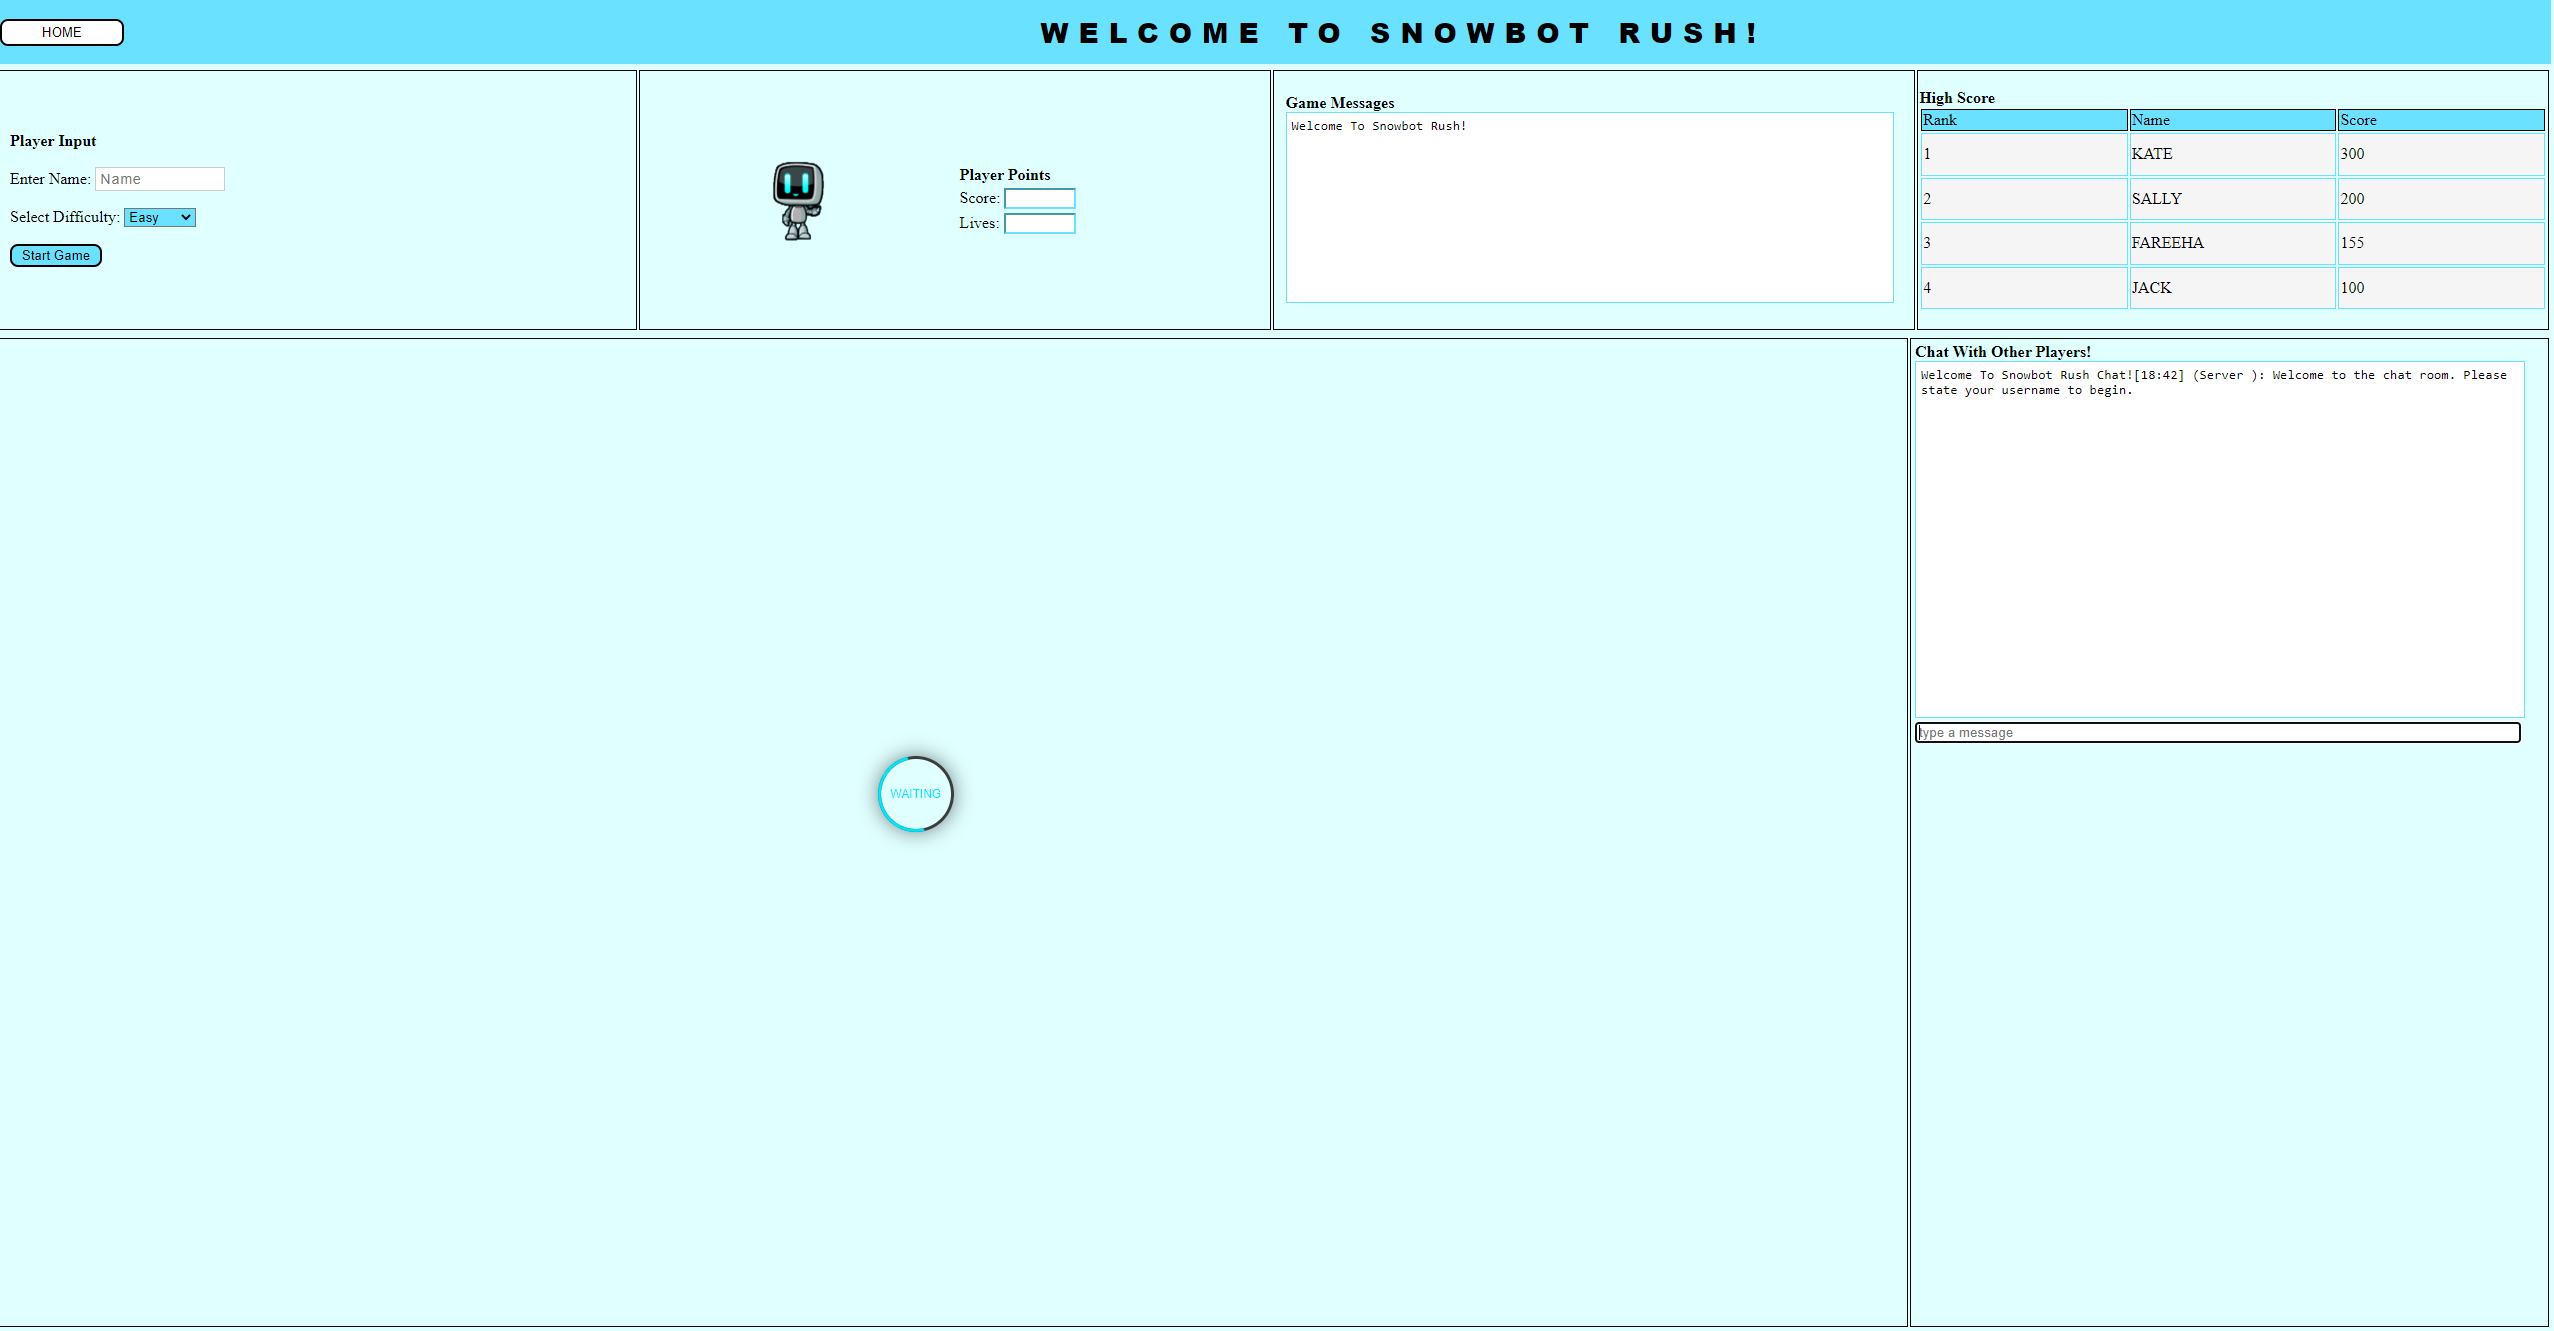 HOME
WELCOME TO SNOWBOT RUSH!
Player Input
Enter Name: Name
Select Difficulty: Easy
Start Game
Player Points
Score:
Lives:
Game Messages
Welcome To Snowbot Rush!
High Score
Rank Name Score
1 KATE 300
2 SALLY 200
3 FAREEHA 155
4 JACK 100
WAITING
Chat With Other Players!
Welcome To Snowbot Rush Chat![18:42] (Server ): Welcome to the chat room. Please
state your username to begin.
type a message